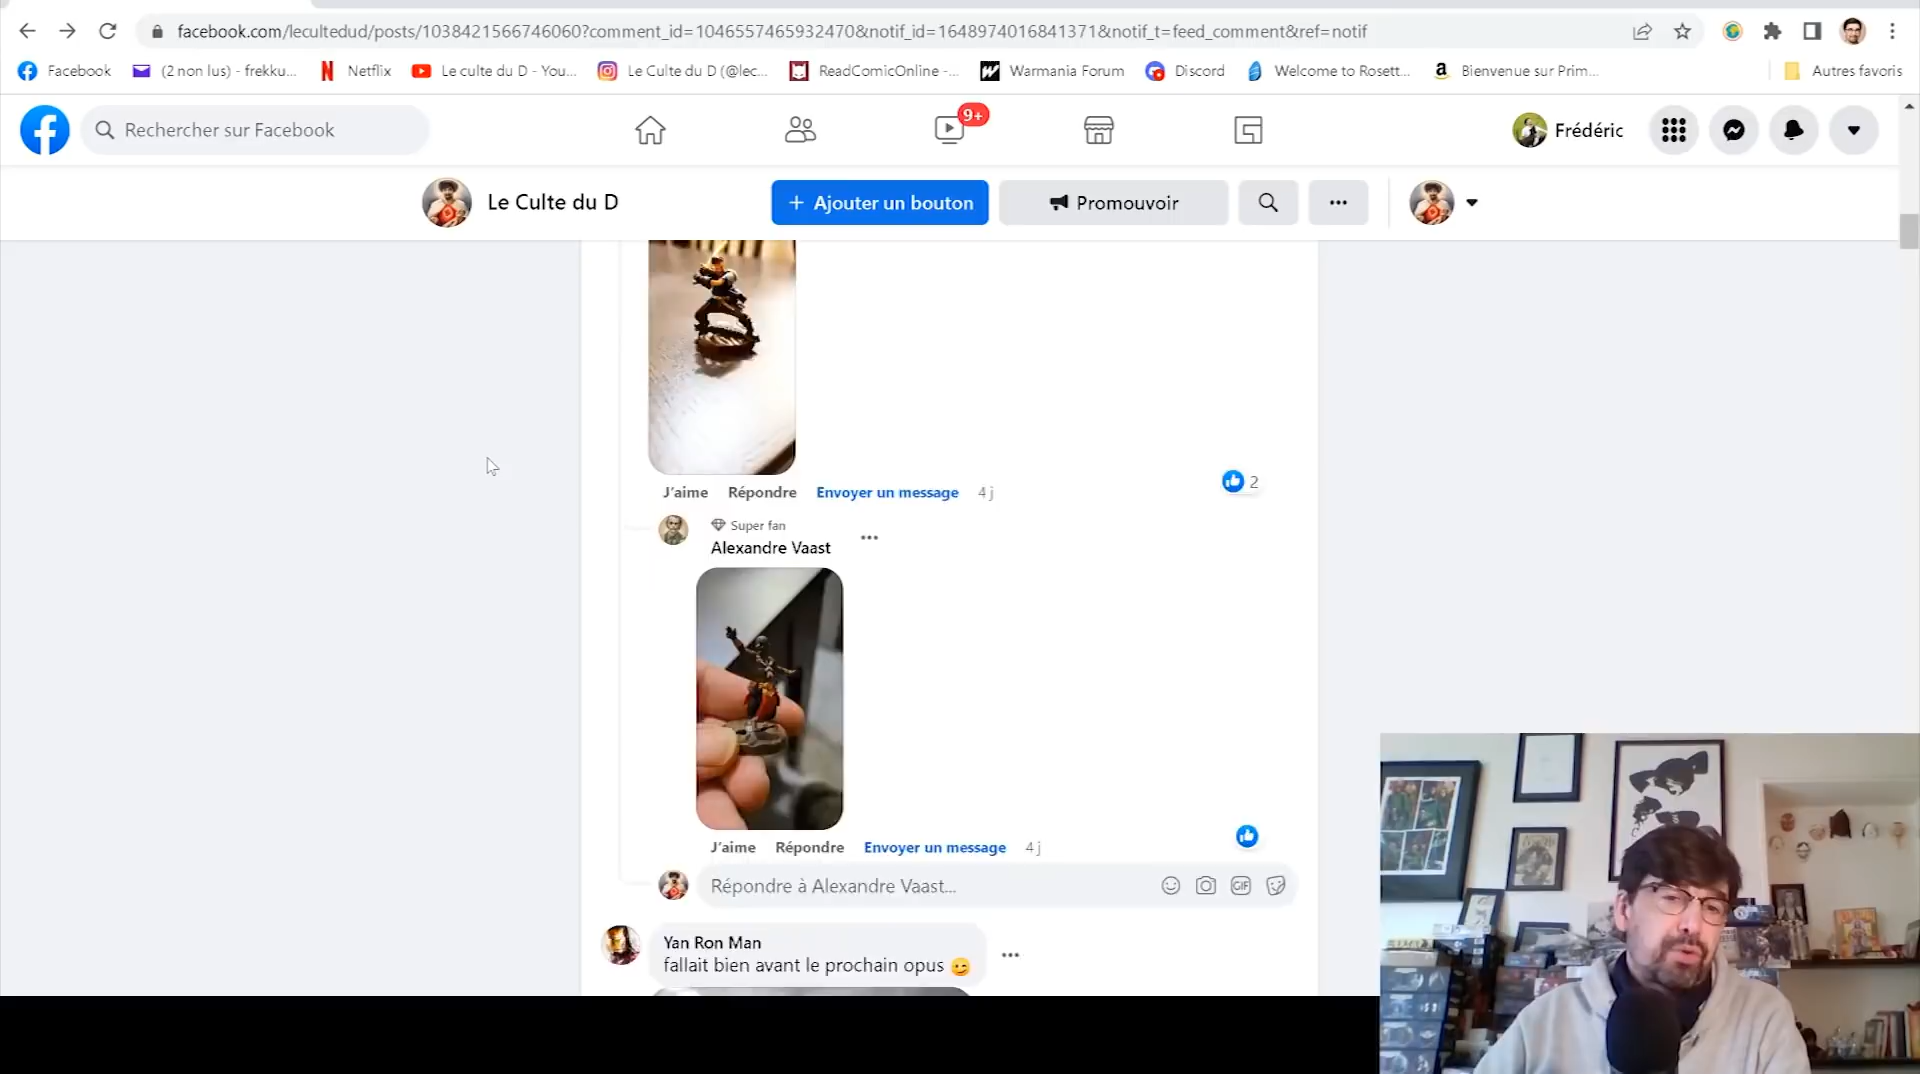 facebook.com/lecultedud/posts/1038421566746060?comment_id=1046557465932470&notif_id=1648974016841371&notif_t=feed_comment&ref=notif
Facebook (2 non lus) - frekku... Netflix Le culte du D - You... Le Culte du D (@lec... ReadComicOnline -... Warmania Forum Discord Welcome to Rosett... Bienvenue sur Prim... Autres favoris
Rechercher sur Facebook 9+ Frédéric
Le Culte du D + Ajouter un bouton Promouvoir
J'aime Répondre Envoyer un message 4 j 2
Super fan
Alexandre Vaast
J'aime Répondre Envoyer un message 4 j
Répondre à Alexandre Vaast... GIF
Yan Ron Man
fallait bien avant le prochain opus